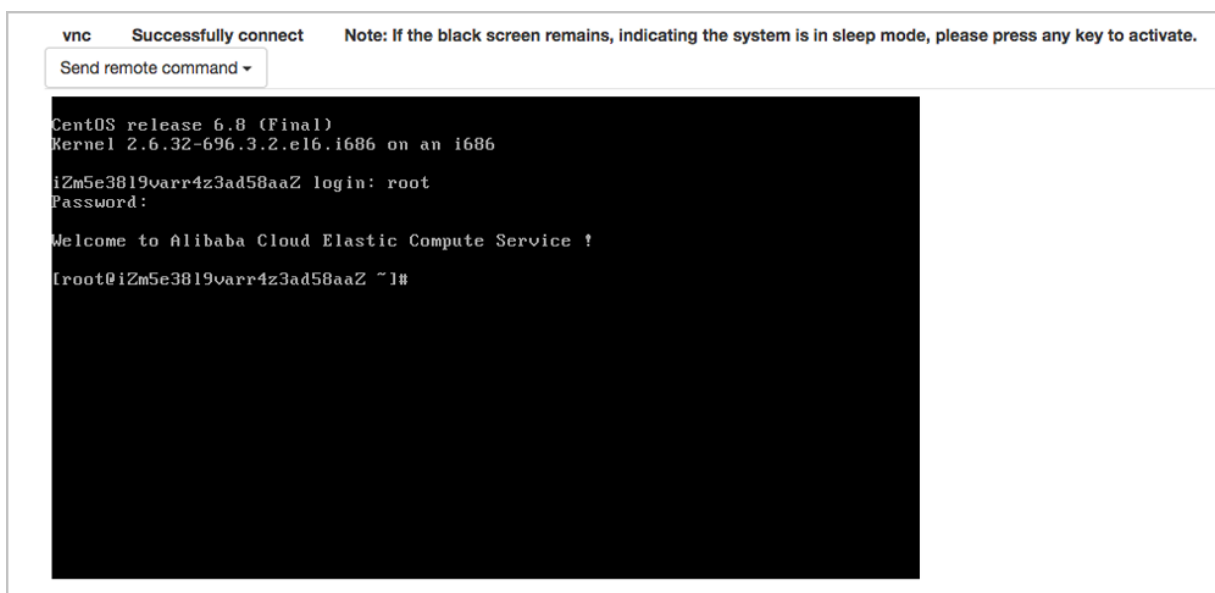 vnc Successfully connect Note: If the black screen remains, indicating the system is in sleep mode, please press any key to activate.
Send remote command
CentOS release 6.8 (Final)
Kernel 2.6.32-696.3.2.el6.i686 on an i686
iZm5e3819varr4z3ad58aaZ login: root
Password:
Welcome to Alibaba Cloud Elastic Compute Service !
[root@iZm5e3819varr4z3ad58aaZ ~]#